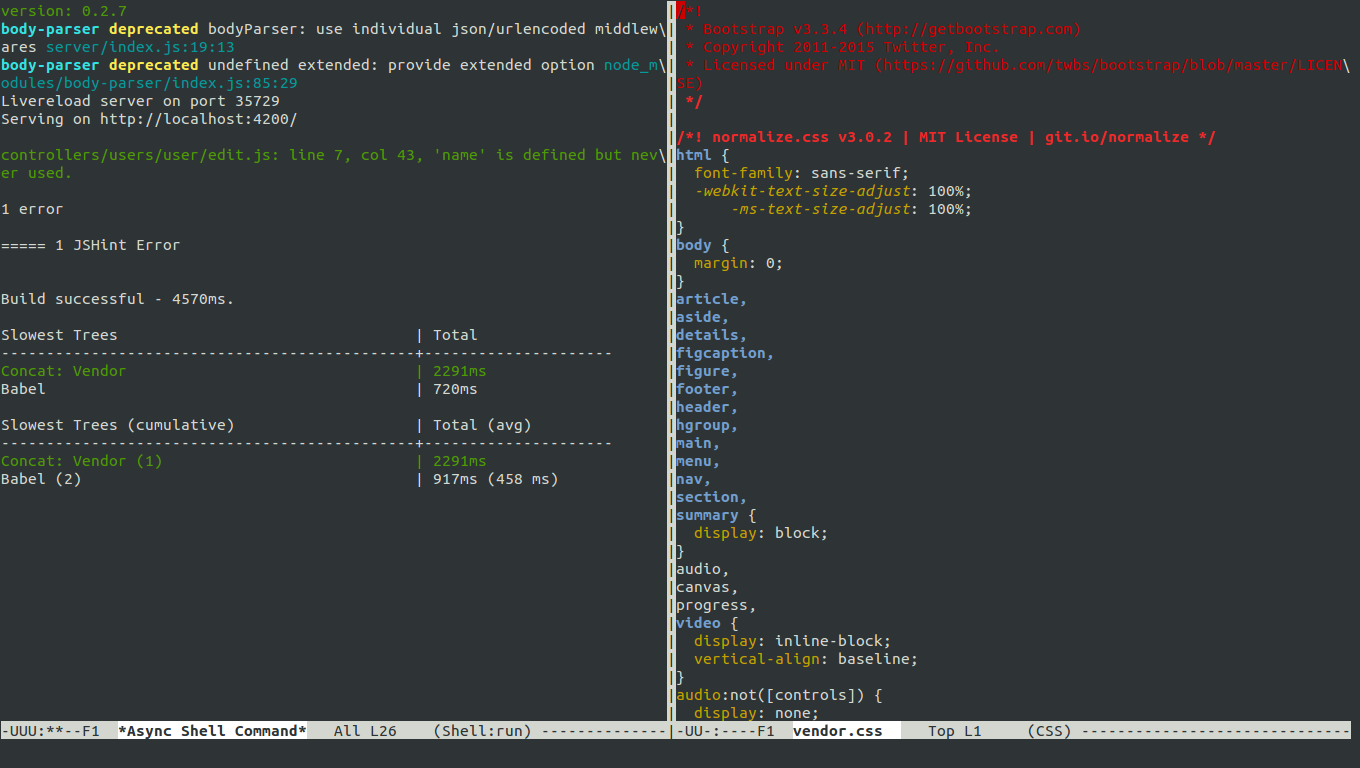 version: 0.2.7
body-parser deprecated bodyParser: use individual json/urlencoded middlew\
ares server/index.js:19:13
body-parser deprecated undefined extended: provide extended option node_m\
odules/body-parser/index.js:85:29
Livereload server on port 35729
Serving on http://localhost:4200/
controllers/users/user/edit.js: line 7, col 43, 'name' is defined but nev\
er used.
1 error
===== 1 JSHint Error
Build successful - 4570ms.
Slowest Trees | Total
----------------------------------------------+---------------------
Concat: Vendor | 2291ms
Babel | 720ms
Slowest Trees (cumulative) | Total (avg)
----------------------------------------------+---------------------
Concat: Vendor (1) | 2291ms
Babel (2) | 917ms (458 ms)
-UUU:**--F1 *Async Shell Command* All L26 (Shell:run) --------------
/*!
* Bootstrap v3.3.4 (http://getbootstrap.com)
* Copyright 2011-2015 Twitter, Inc.
* Licensed under MIT (https://github.com/twbs/bootstrap/blob/master/LICEN\
SE)
*/
/*! normalize.css v3.0.2 | MIT License | git.io/normalize */
html {
font-family: sans-serif;
-webkit-text-size-adjust: 100%;
-ms-text-size-adjust: 100%;
}
body {
margin: 0;
}
article,
aside,
details,
figcaption,
figure,
footer,
header,
hgroup,
main,
menu,
nav,
section,
summary {
display: block;
}
audio,
canvas,
progress,
video {
display: inline-block;
vertical-align: baseline;
}
audio:not([controls]) {
display: none;
-UU-:----F1 vendor.css Top L1 (CSS) ------------------------------